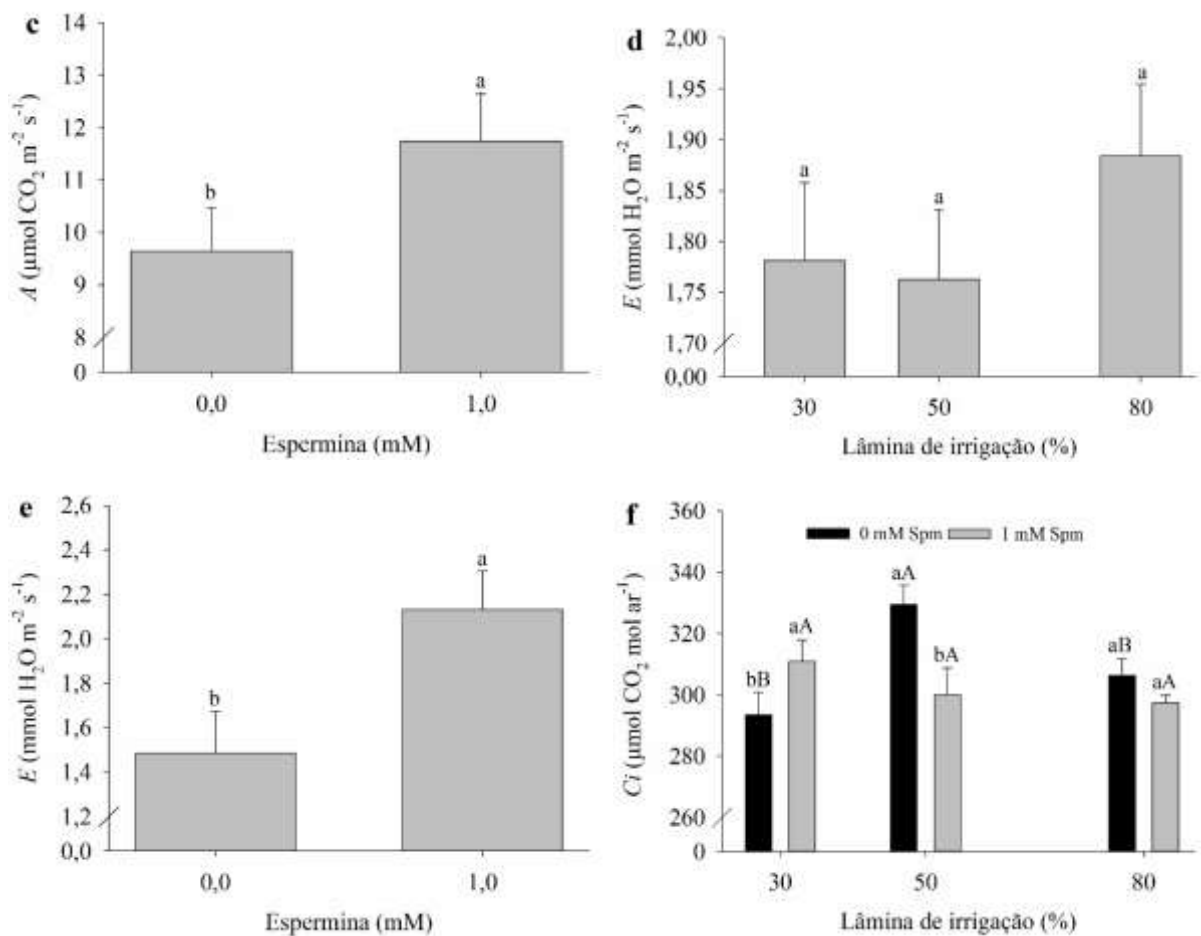 c
14
13
12
11
10
9
8
0
A (µmol CO₂ m⁻² s⁻¹)
b
a
0,0
1,0
Espermina (mM)
d
2,00
1,95
1,90
1,85
1,80
1,75
1,70
0,00
E (mmol H₂O m⁻² s⁻¹)
a
a
a
30
50
80
Lâmina de irrigação (%)
e
2,6
2,4
2,2
2,0
1,8
1,6
1,4
1,2
0,0
E (mmol H₂O m⁻² s⁻¹)
b
a
0,0
1,0
Espermina (mM)
f
360
340
320
300
280
260
0
Ci (µmol CO₂ mol ar⁻¹)
0 mM Spm
1 mM Spm
bB
aA
aA
bA
aB
aA
30
50
80
Lâmina de irrigação (%)